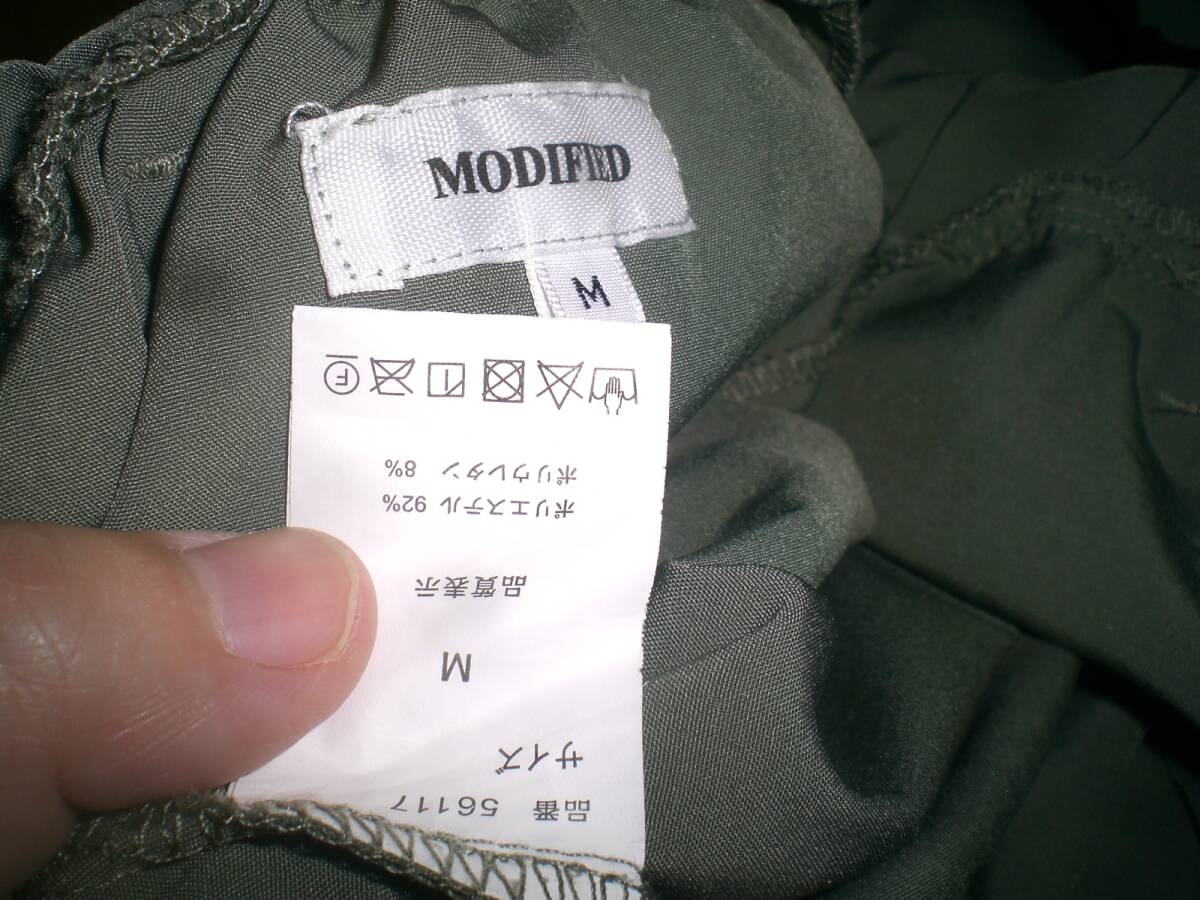 MODIFIED
M
品番 56117
サイズ
M
品質表示
ポリエステル 92%
ポリウレタン 8%
F